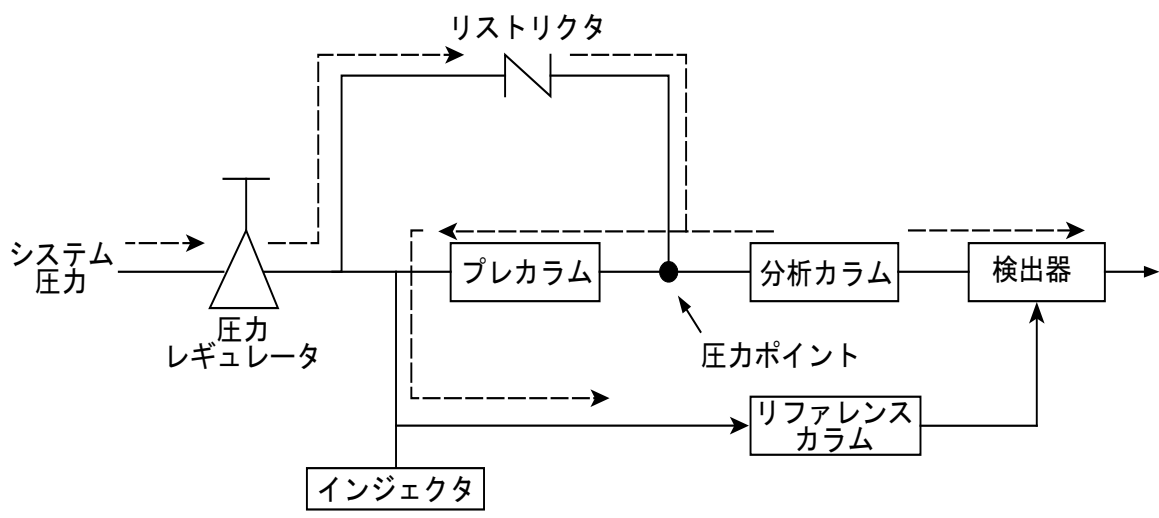 リストリクタ
システム
圧力
圧力
レギュレータ
プレカラム
分析カラム
検出器
圧力ポイント
リファレンス
カラム
インジェクタ